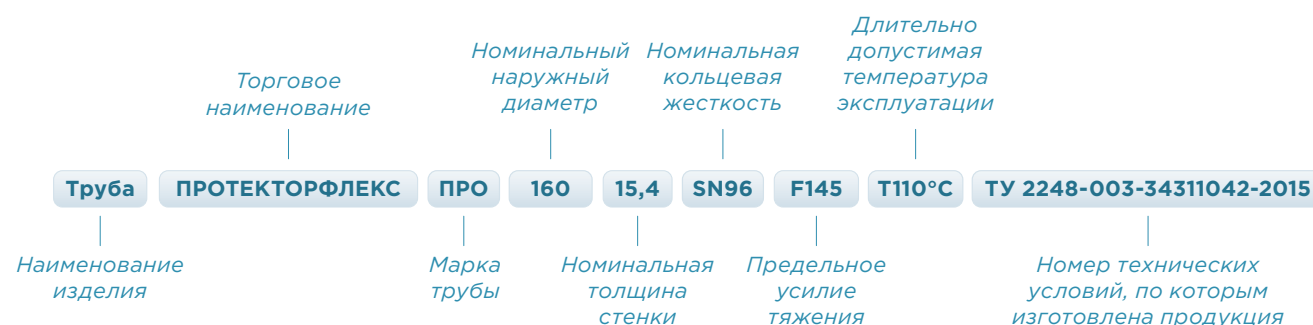 Длительно
допустимая
температура
эксплуатации
Номинальный
наружный
диаметр
Номинальная
кольцевая
жесткость
Торговое
наименование
Труба ПРОТЕКТОРФЛЕКС ПРО 160 15,4 SN96 F145 T110°C ТУ 2248-003-34311042-2015
Наименование
изделия
Марка
трубы
Номинальная
толщина
стенки
Предельное
усилие
тяжения
Номер технических
условий, по которым
изготовлена продукция